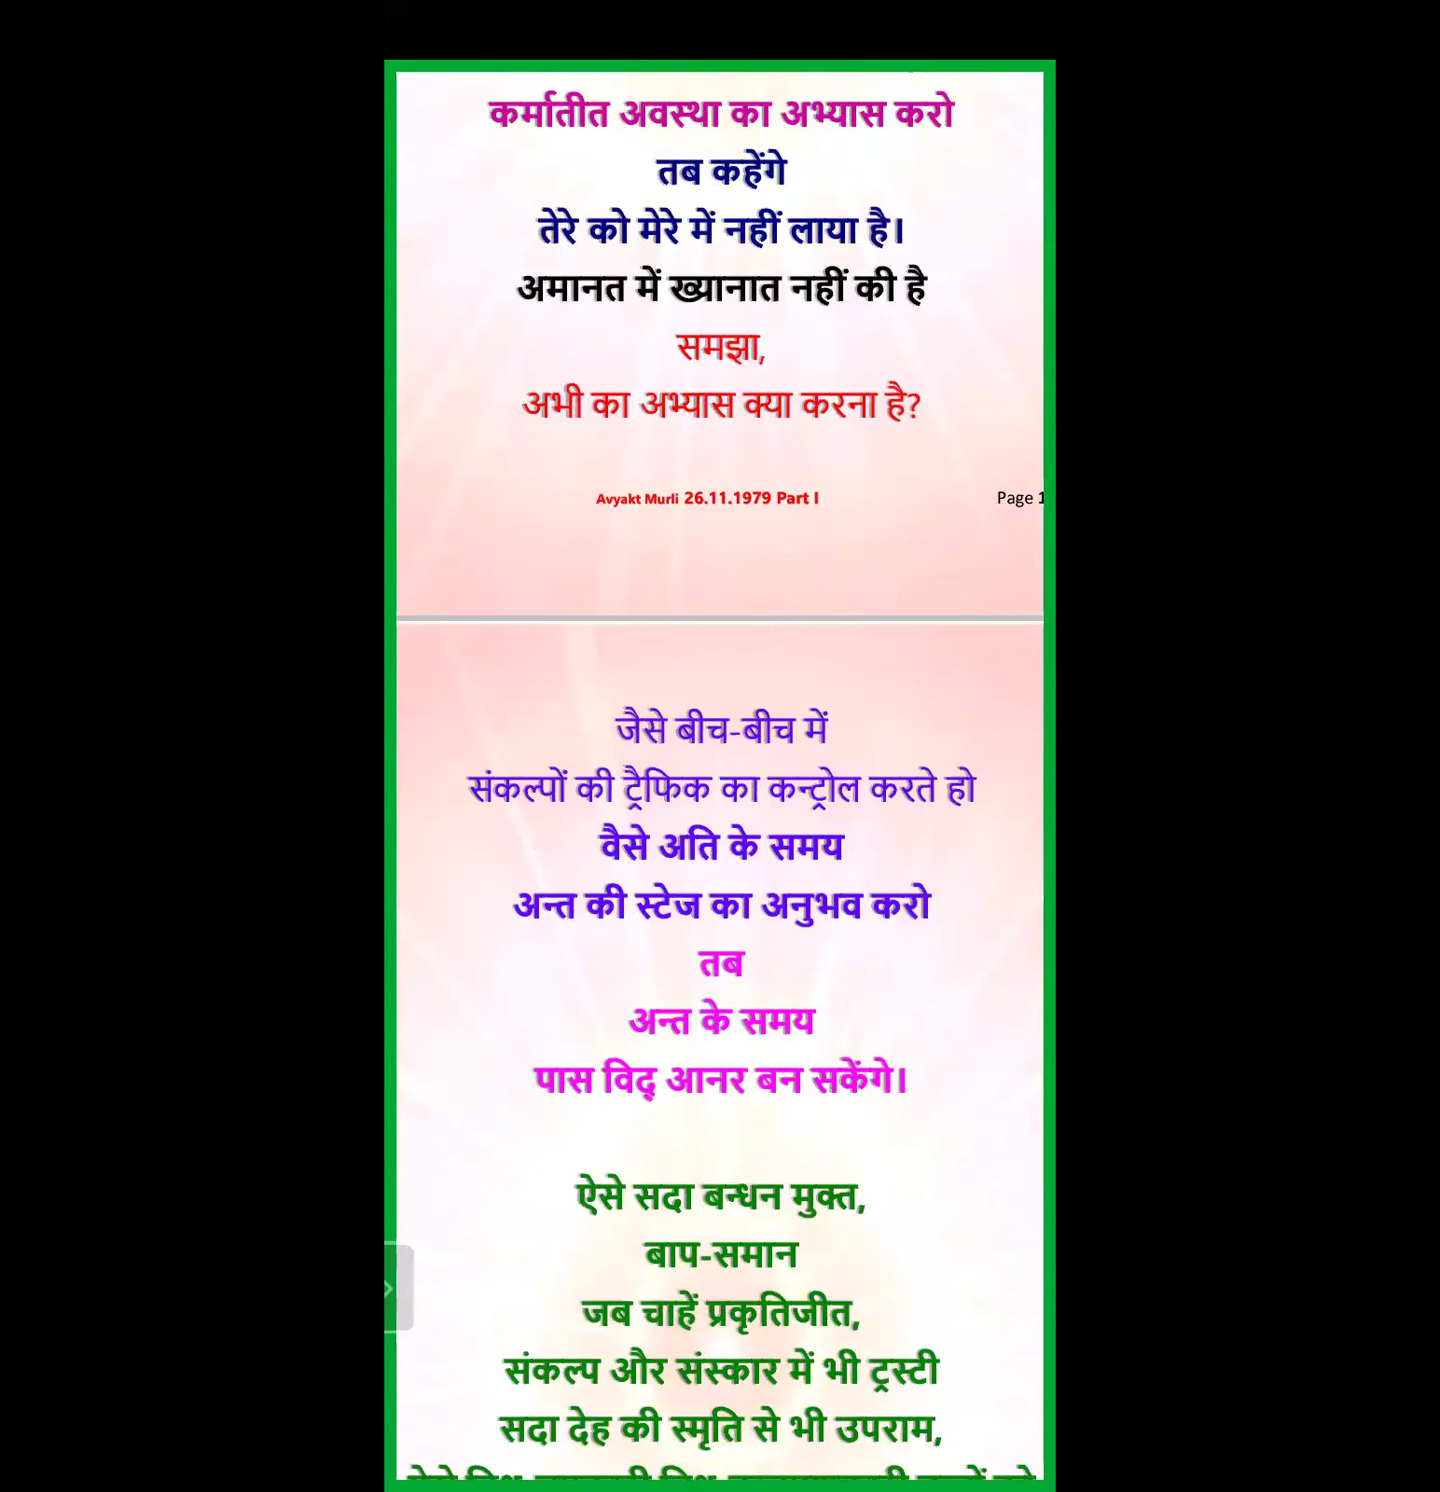 कर्मातीत अवस्था का अभ्यास करो
तब कहेंगे
तेरे को मेरे में नहीं लाया है।
अमानत में ख्यानात नहीं की है
समझा,
अभी का अभ्यास क्या करना है?
Avyakt Murli 26.11.1979 Part I
Page 1
जैसे बीच-बीच में
संकल्पों की ट्रैफिक का कन्ट्रोल करते हो
वैसे अति के समय
अन्त की स्टेज का अनुभव करो
तब
अन्त के समय
पास विद् आनर बन सकेंगे।
ऐसे सदा बन्धन मुक्त,
बाप-समान
जब चाहें प्रकृतिजीत,
संकल्प और संस्कार में भी ट्रस्टी
सदा देह की स्मृति से भी उपराम,